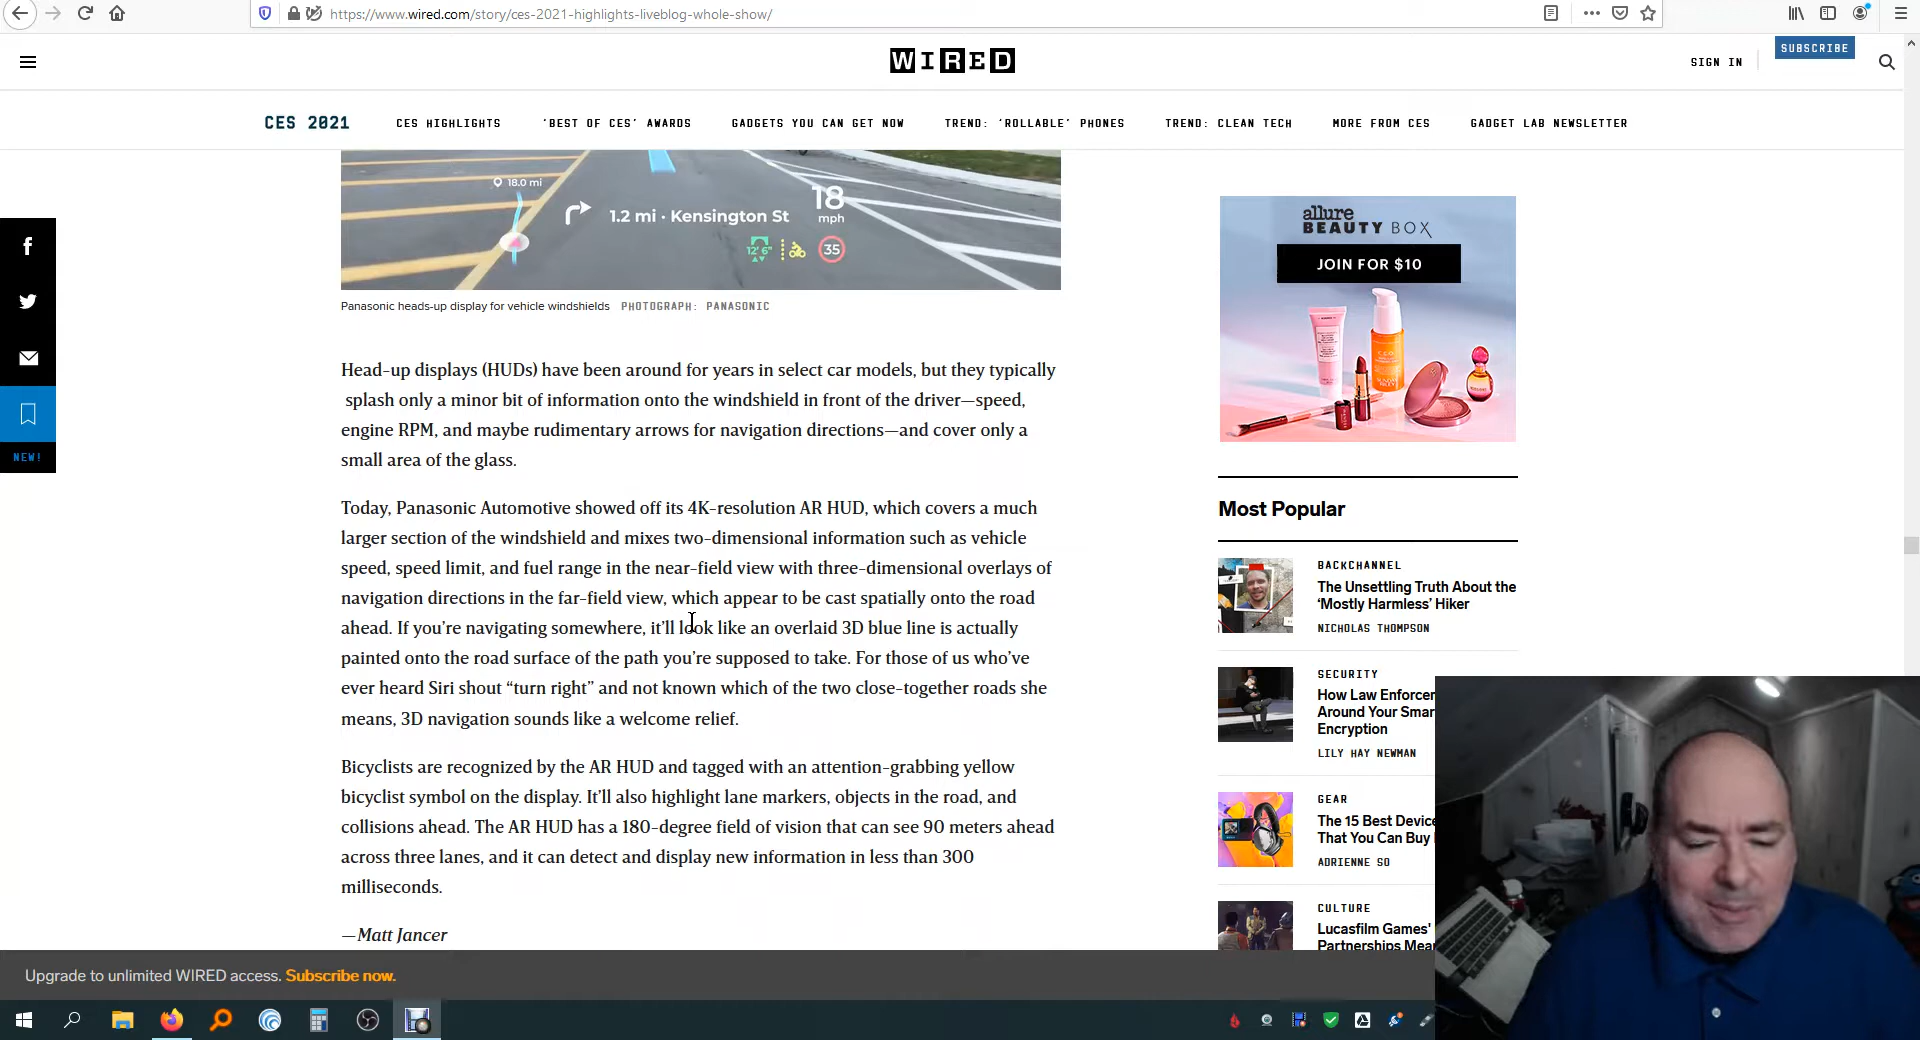 https://www.wired.com/story/ces-2021-highlights-liveblog-whole-show/
WIRED
SIGN IN
SUBSCRIBE
CES 2021
CES HIGHLIGHTS
‘BEST OF CES’ AWARDS
GADGETS YOU CAN GET NOW
TREND: ‘ROLLABLE’ PHONES
TREND: CLEAN TECH
MORE FROM CES
GADGET LAB NEWSLETTER
18.0 mi
1.2 mi · Kensington St
18
mph
12' 6"
35
Panasonic heads-up display for vehicle windshields PHOTOGRAPH: PANASONIC
Head-up displays (HUDs) have been around for years in select car models, but they typically
splash only a minor bit of information onto the windshield in front of the driver—speed,
engine RPM, and maybe rudimentary arrows for navigation directions—and cover only a
small area of the glass.
Today, Panasonic Automotive showed off its 4K-resolution AR HUD, which covers a much
larger section of the windshield and mixes two-dimensional information such as vehicle
speed, speed limit, and fuel range in the near-field view with three-dimensional overlays of
navigation directions in the far-field view, which appear to be cast spatially onto the road
ahead. If you’re navigating somewhere, it’ll look like an overlaid 3D blue line is actually
painted onto the road surface of the path you’re supposed to take. For those of us who’ve
ever heard Siri shout “turn right” and not known which of the two close-together roads she
means, 3D navigation sounds like a welcome relief.
Bicyclists are recognized by the AR HUD and tagged with an attention-grabbing yellow
bicyclist symbol on the display. It’ll also highlight lane markers, objects in the road, and
collisions ahead. The AR HUD has a 180-degree field of vision that can see 90 meters ahead
across three lanes, and it can detect and display new information in less than 300
milliseconds.
—Matt Jancer
NEW!
allure
BEAUTY BOX
JOIN FOR $10
Most Popular
BACKCHANNEL
The Unsettling Truth About the
‘Mostly Harmless’ Hiker
NICHOLAS THOMPSON
SECURITY
How Law Enforcer
Around Your Smar
Encryption
LILY HAY NEWMAN
GEAR
The 15 Best Device
That You Can Buy
ADRIENNE SO
CULTURE
Lucasfilm Games'
Partnerships Mea
Upgrade to unlimited WIRED access. Subscribe now.